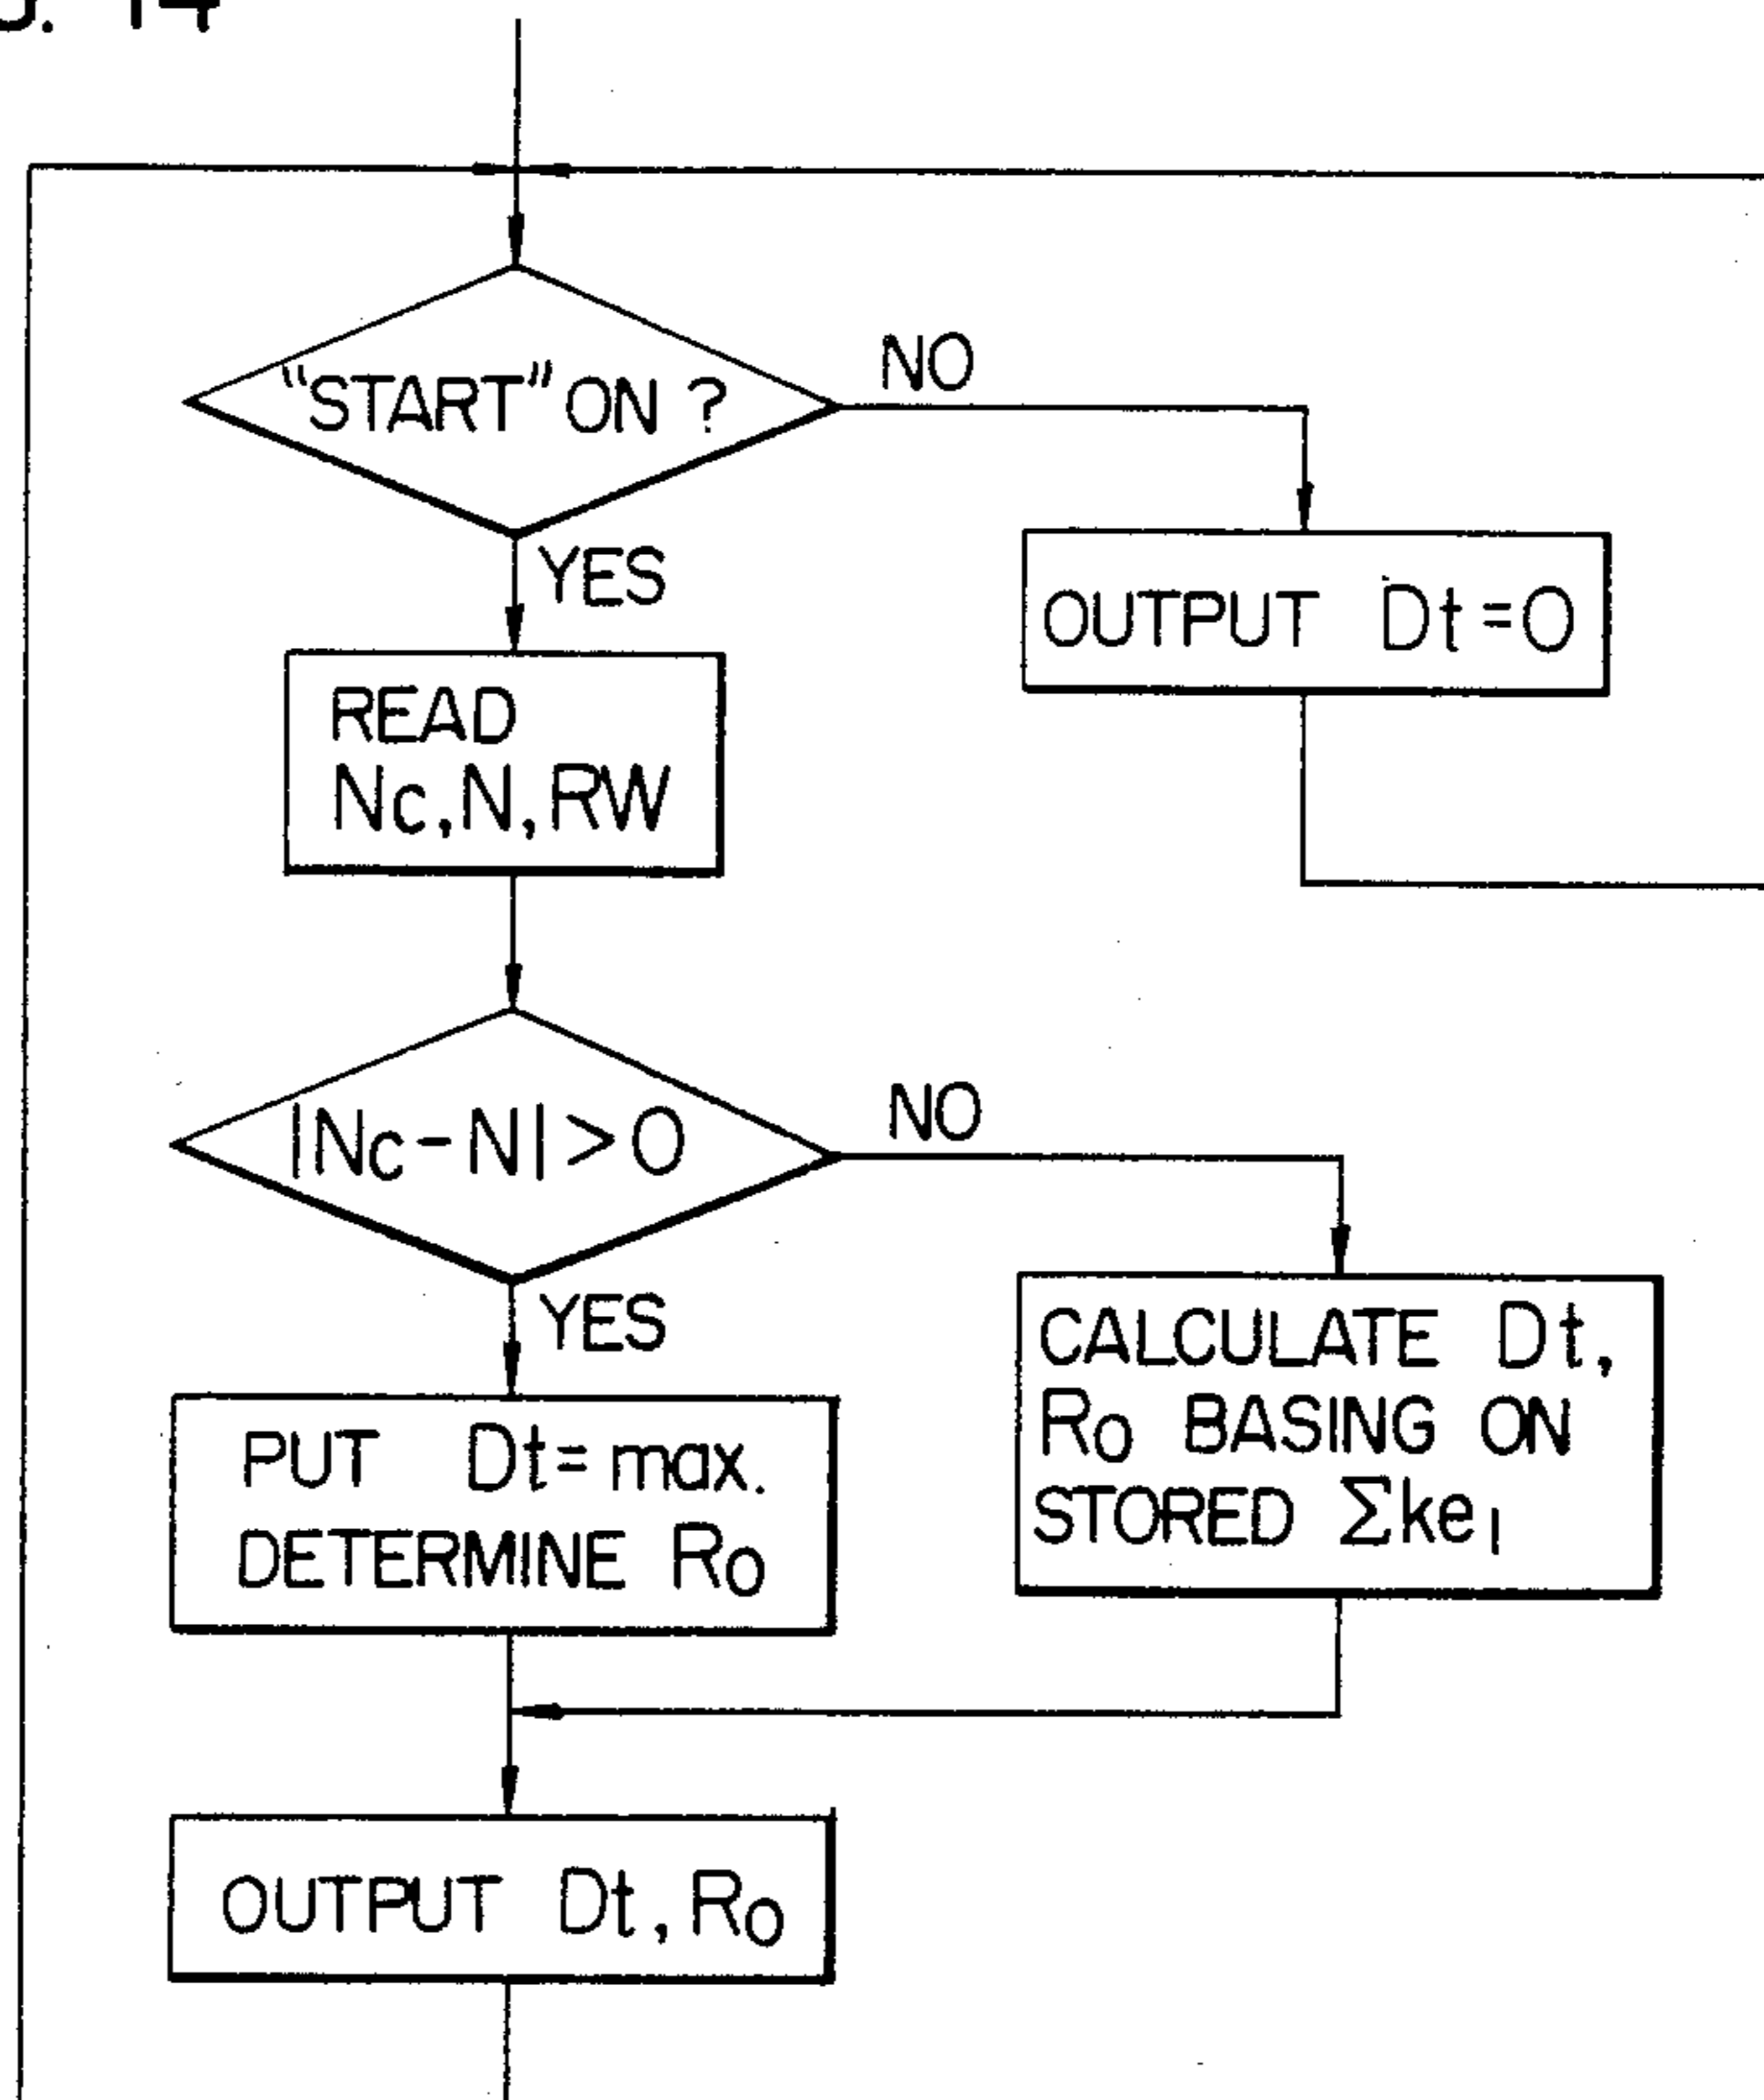 14
"START" ON ?
NO
YES
OUTPUT Dt=0
READ
Nc, N, RW
|Nc-N|>0
NO
YES
CALCULATE Dt,
Ro BASING ON
STORED Σke1
PUT Dt=max.
DETERMINE Ro
OUTPUT Dt, Ro